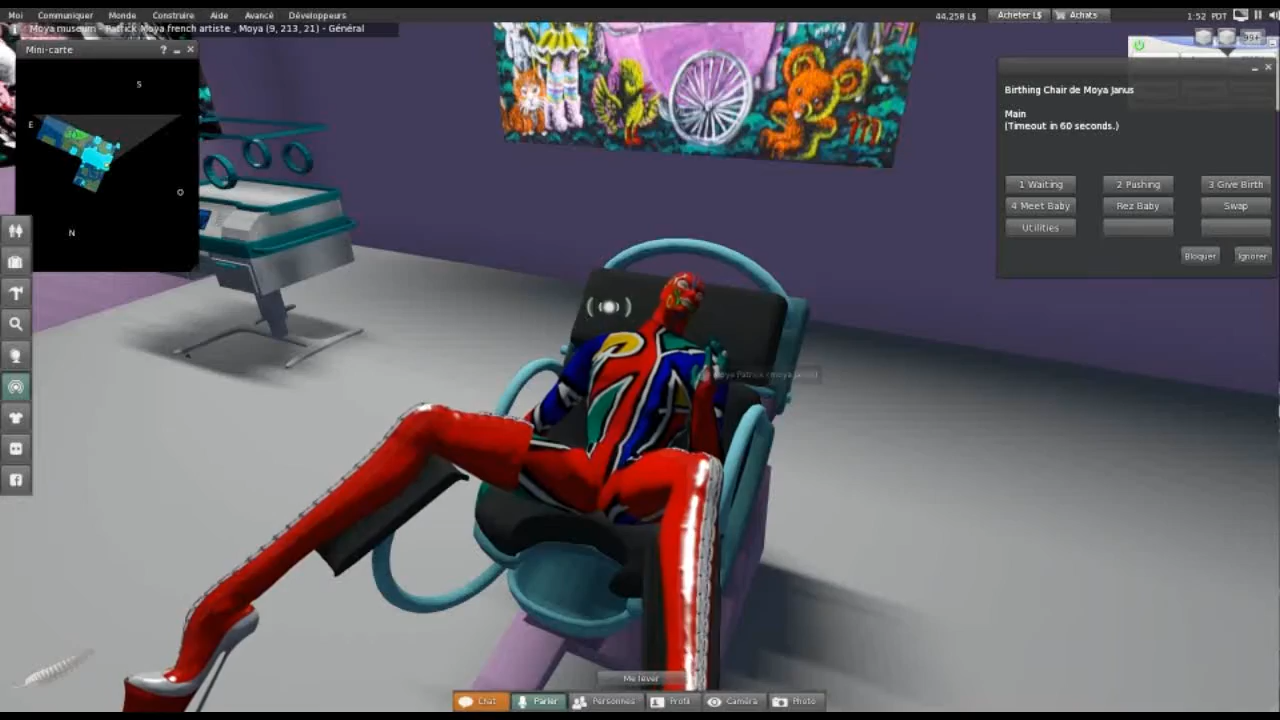 Moi Communiquer Monde Construire Aide Avancé Développeurs
44,258 L$ Acheter L$ Achats 1:52 PDT
Moya museum - Patrick Moya french artiste , Moya (9, 213, 21) - Général
99+
Mini-carte
S
E
O
N
Birthing Chair de Moya Janus
Main
(Timeout in 60 seconds.)
1 Waiting 2 Pushing 3 Give Birth
4 Meet Baby Rez Baby Swap
Utilities
Bloquer Ignorer
Me lever
Chat Parler Personnes Profil Caméra Photo